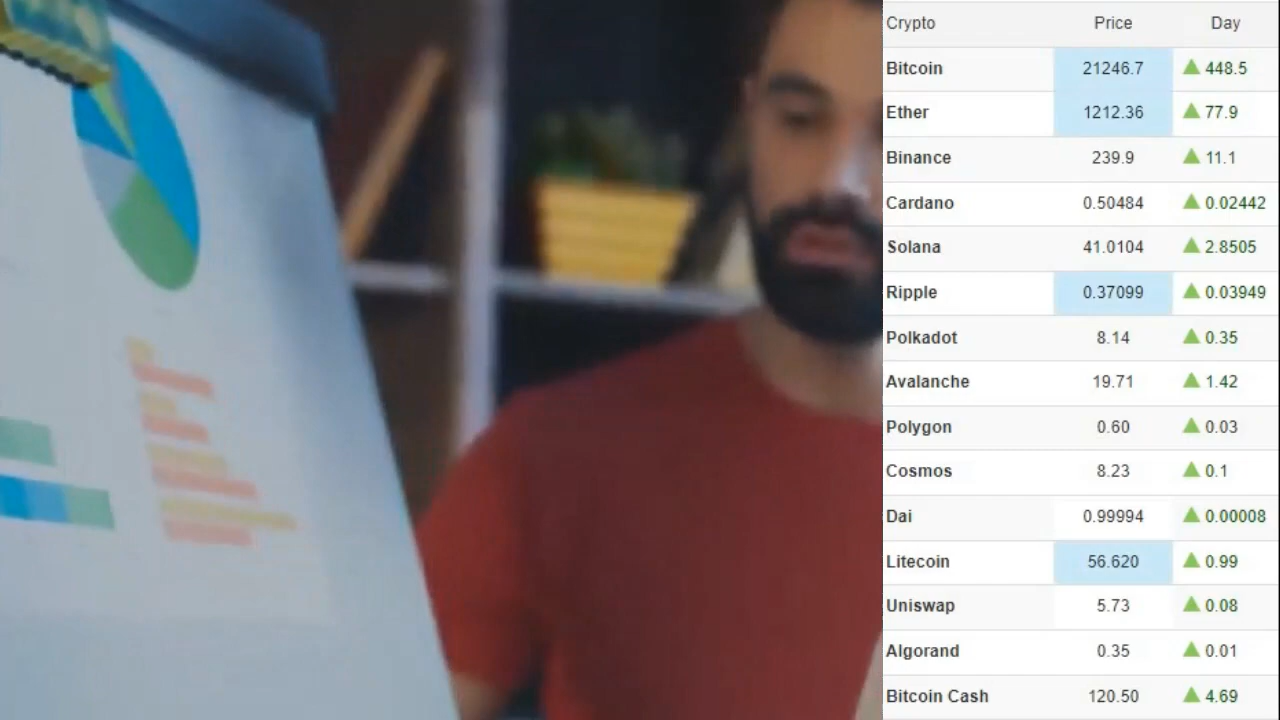 Crypto Price Day
Bitcoin 21246.7 448.5
Ether 1212.36 77.9
Binance 239.9 11.1
Cardano 0.50484 0.02442
Solana 41.0104 2.8505
Ripple 0.37099 0.03949
Polkadot 8.14 0.35
Avalanche 19.71 1.42
Polygon 0.60 0.03
Cosmos 8.23 0.1
Dai 0.99994 0.00008
Litecoin 56.620 0.99
Uniswap 5.73 0.08
Algorand 0.35 0.01
Bitcoin Cash 120.50 4.69